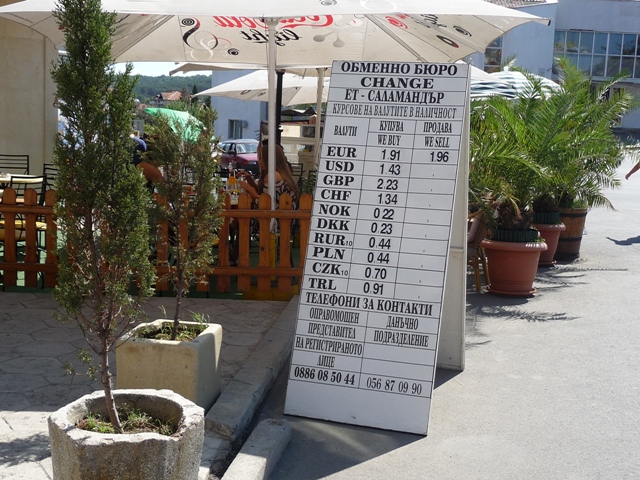 Coca-Cola
light
ОБМЕННО БЮРО
CHANGE
ЕТ - САЛАМАНДЪР
КУРСОВЕ НА ВАЛУТИТЕ В НАЛИЧНОСТ
ВАЛУТИ КУПУВА WE BUY ПРОДАВА WE SELL
EUR 1.91 1.96
USD 1.43
GBP 2.23
CHF 1.34
NOK 0.22
DKK 0.23
RUR10 0.44
PLN 0.44
CZK10 0.70
TRL 0.91
ТЕЛЕФОНИ ЗА КОНТАКТИ
ОПРАВОМОЩЕН ДАНЪЧНО
ПРЕДСТАВИТЕЛ ПОДРАЗДЕЛЕНИЕ
НА РЕГИСТРИРАНОТО
ЛИЦЕ
0886 08 50 44 056 87 09 90